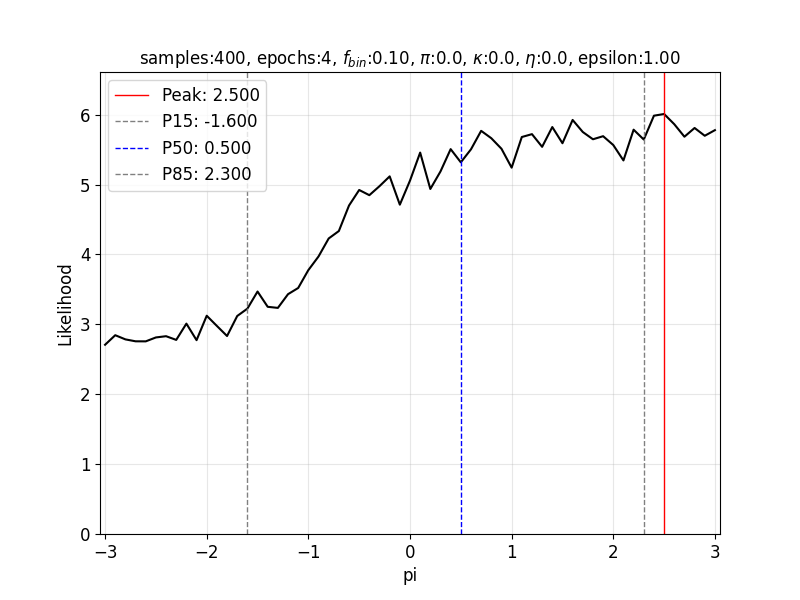 samples:400, epochs:4, f_bin:0.10, π:0.0, κ:0.0, η:0.0, epsilon:1.00
Peak: 2.500
P15: -1.600
P50: 0.500
P85: 2.300
Likelihood
6
5
4
3
2
1
0
−3 −2 −1 0 1 2 3
pi